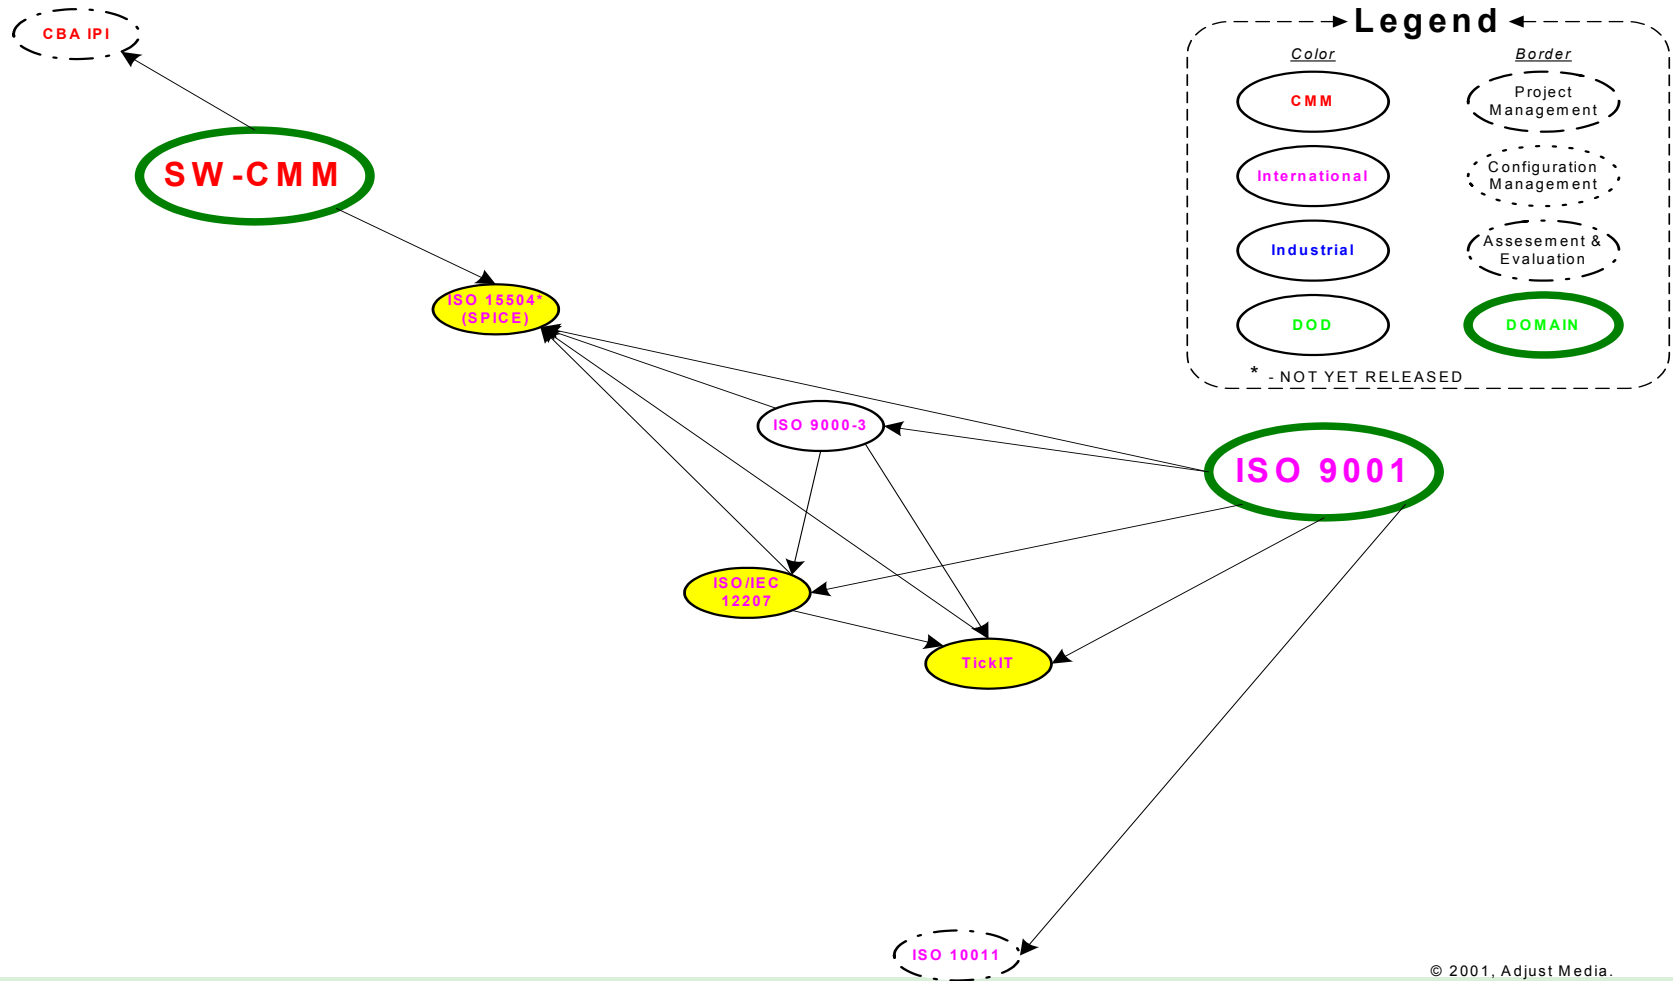 CBA IPI
Legend
Color
Border
CMM
Project
Management
SW-CMM
International
Configuration
Management
Industrial
Assesement &
Evaluation
ISO 15504*
(SPICE)
DOD
DOMAIN
* - NOT YET RELEASED
ISO 9000-3
ISO 9001
ISO/IEC
12207
TickIT
ISO 10011
© 2001, Adjust Media.